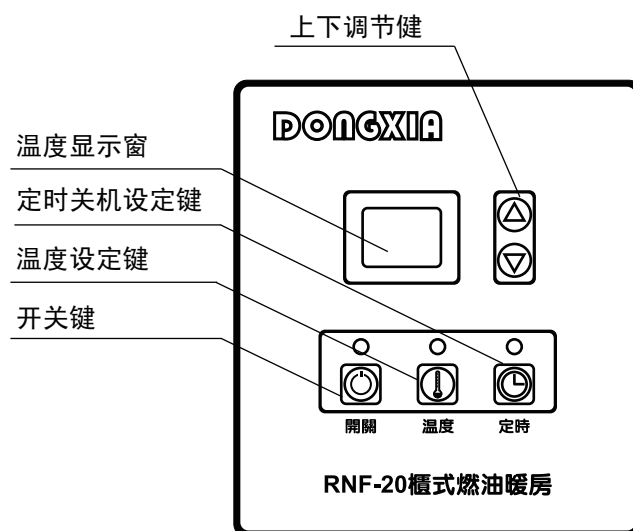 上下调节健
DONGXIA
温度显示窗
定时关机设定键
温度设定键
开关键
開關 温度 定時
RNF-20櫃式燃油暖房